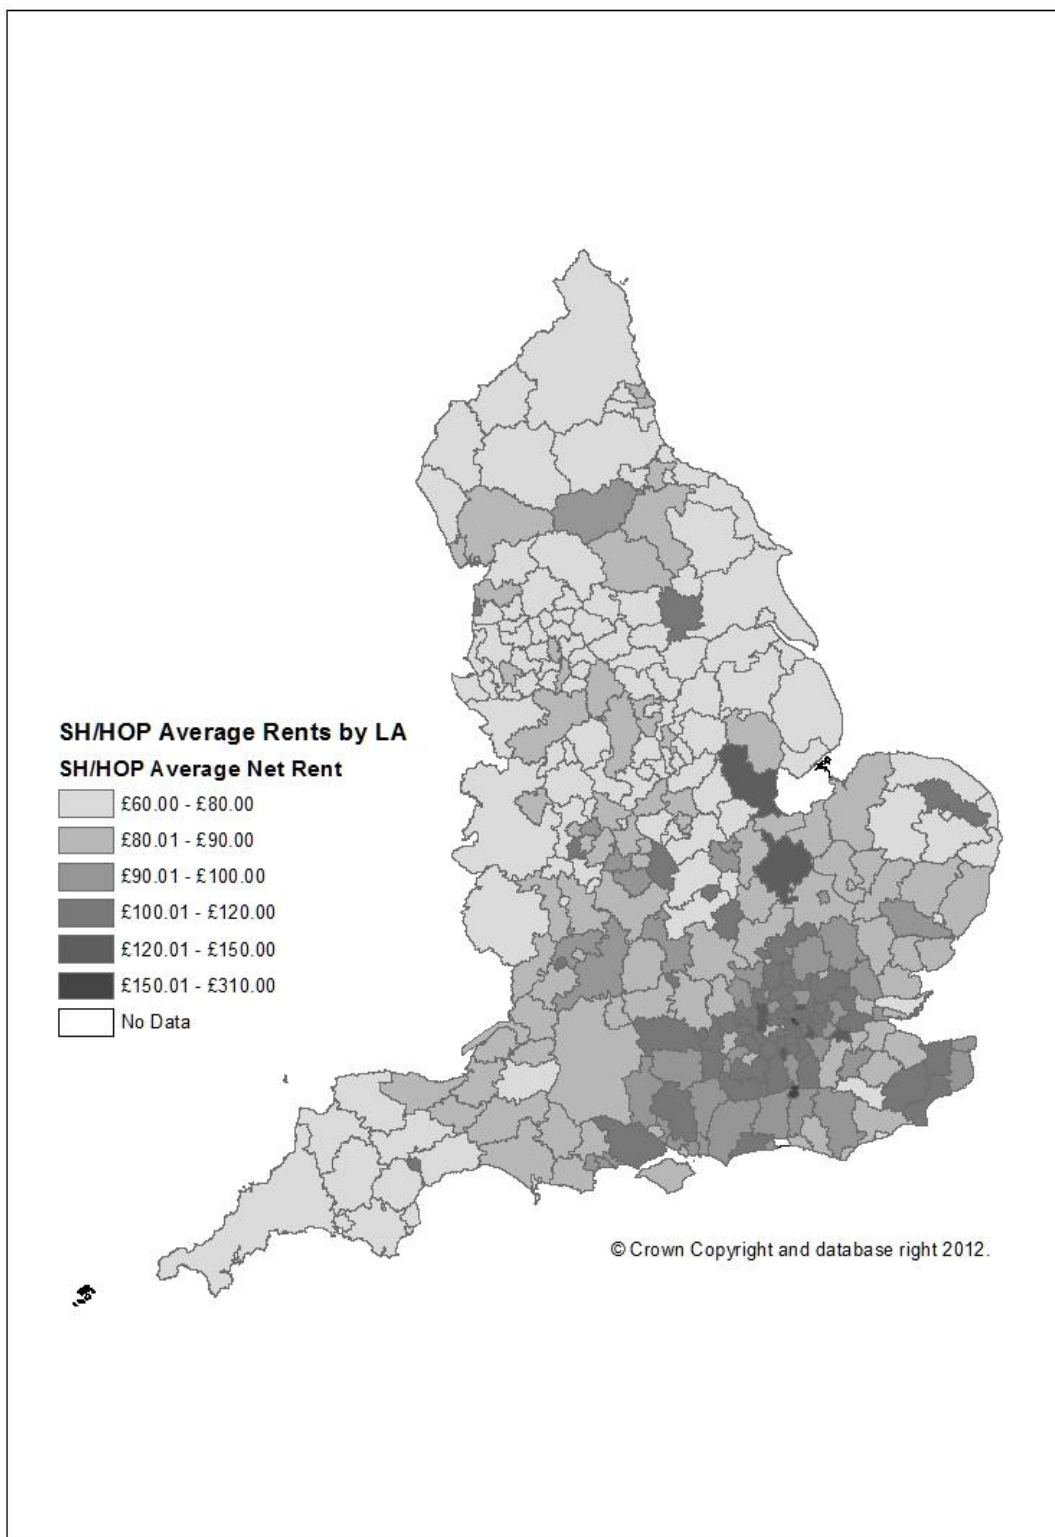 SH/HOP Average Rents by LA
SH/HOP Average Net Rent
£60.00 - £80.00
£80.01 - £90.00
£90.01 - £100.00
£100.01 - £120.00
£120.01 - £150.00
£150.01 - £310.00
No Data
© Crown Copyright and database right 2012.